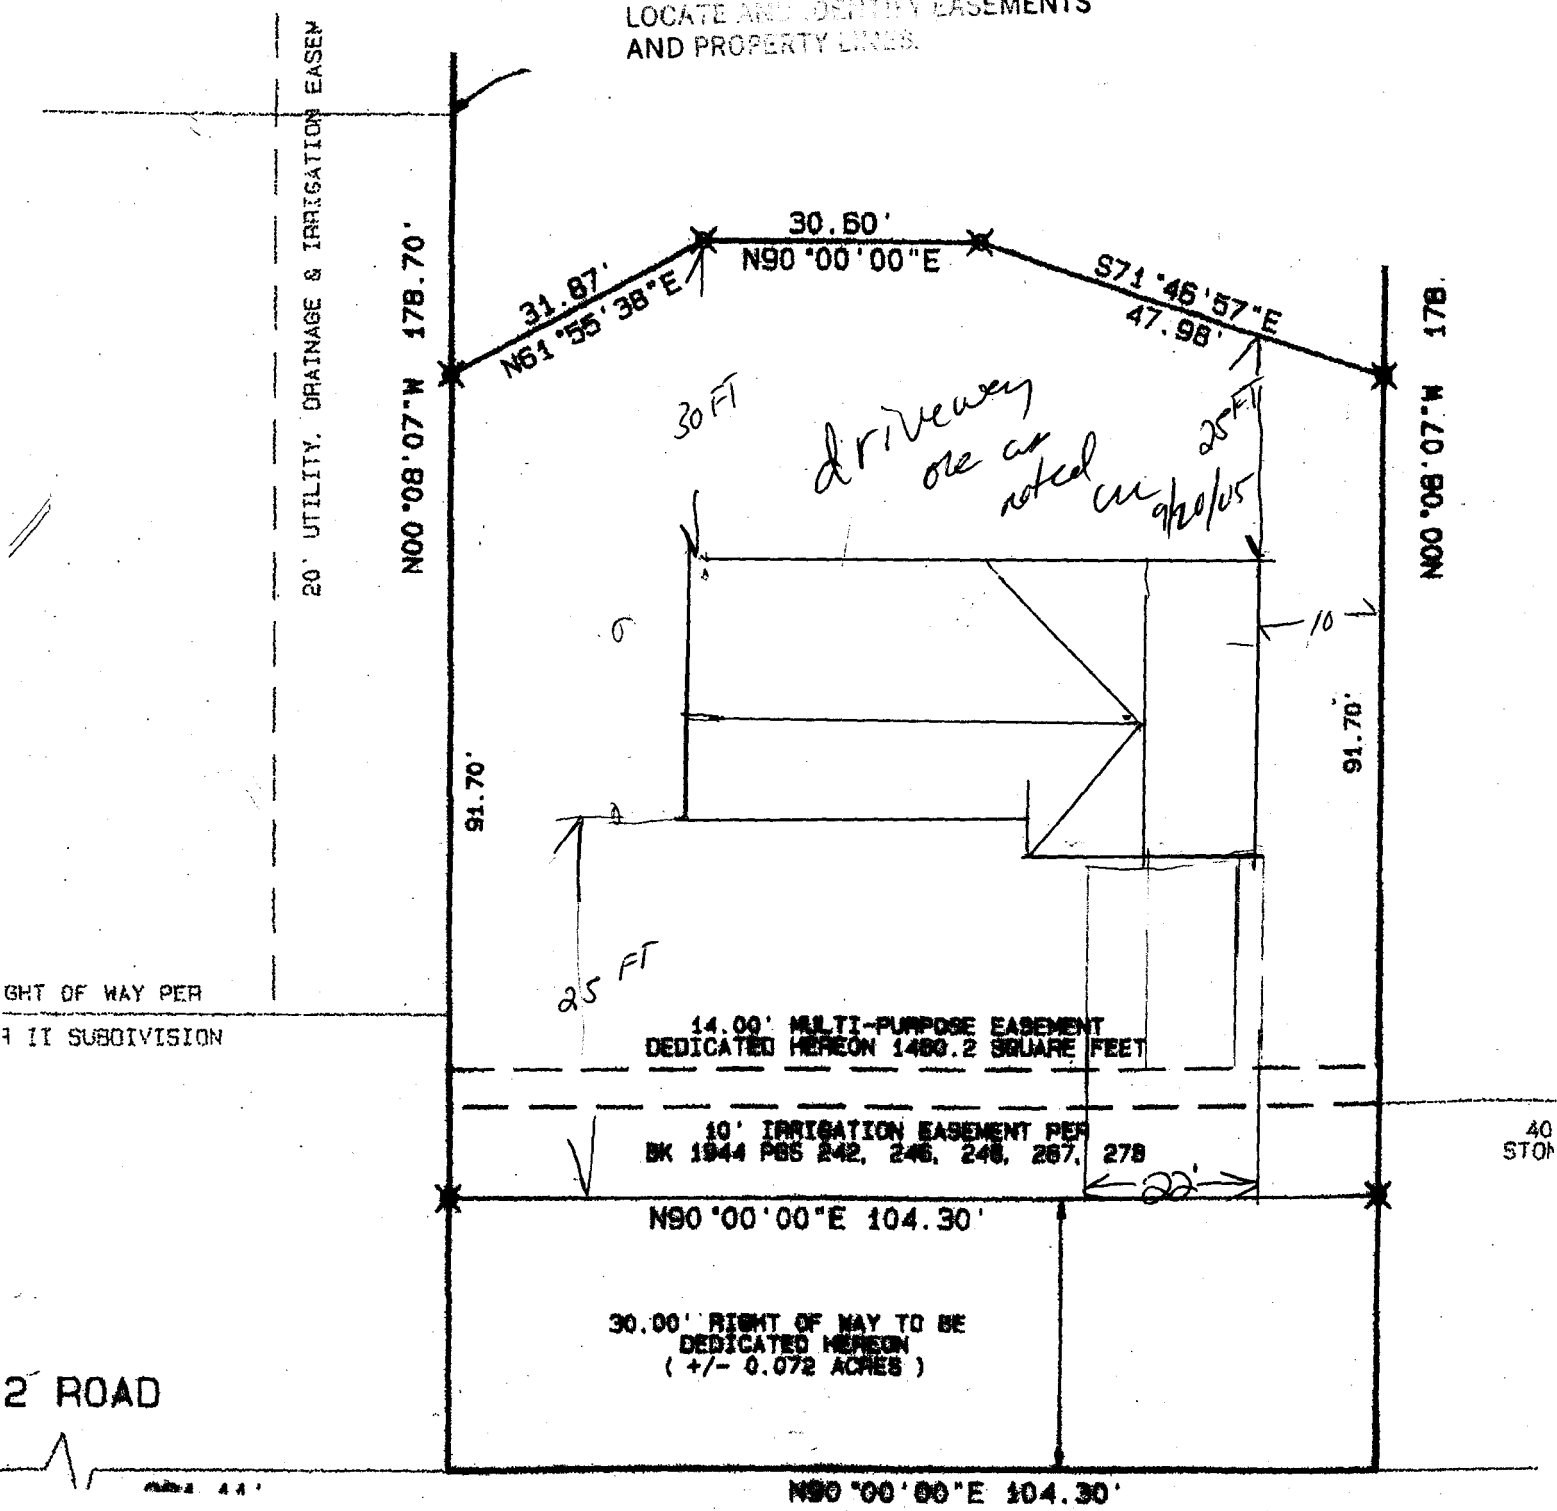 LOCATE AND IDENTIFY EASEMENTS
AND PROPERTY LINES.
20' UTILITY, DRAINAGE & IRRIGATION EASEM
N00°08'07"W 178.70'
31.87'
N61°55'38"E
30.60'
N90°00'00"E
S71°46'57"E
47.98'
N00°08'07"W 178.
30 FT
driveway
noted
9/20/05
25 FT
10
91.70'
91.70'
25 FT
GHT OF WAY PER
II SUBDIVISION
14.00' MULTI-PURPOSE EASEMENT
DEDICATED HEREON 1460.2 SQUARE FEET
10' IRRIGATION EASEMENT PER
BK 1944 PGS 242, 246, 248, 267, 278
40
STON
22'
N90°00'00"E 104.30'
30.00' RIGHT OF WAY TO BE
DEDICATED HEREON
( +/- 0.072 ACRES )
2 ROAD
N90°00'00"E 104.30'